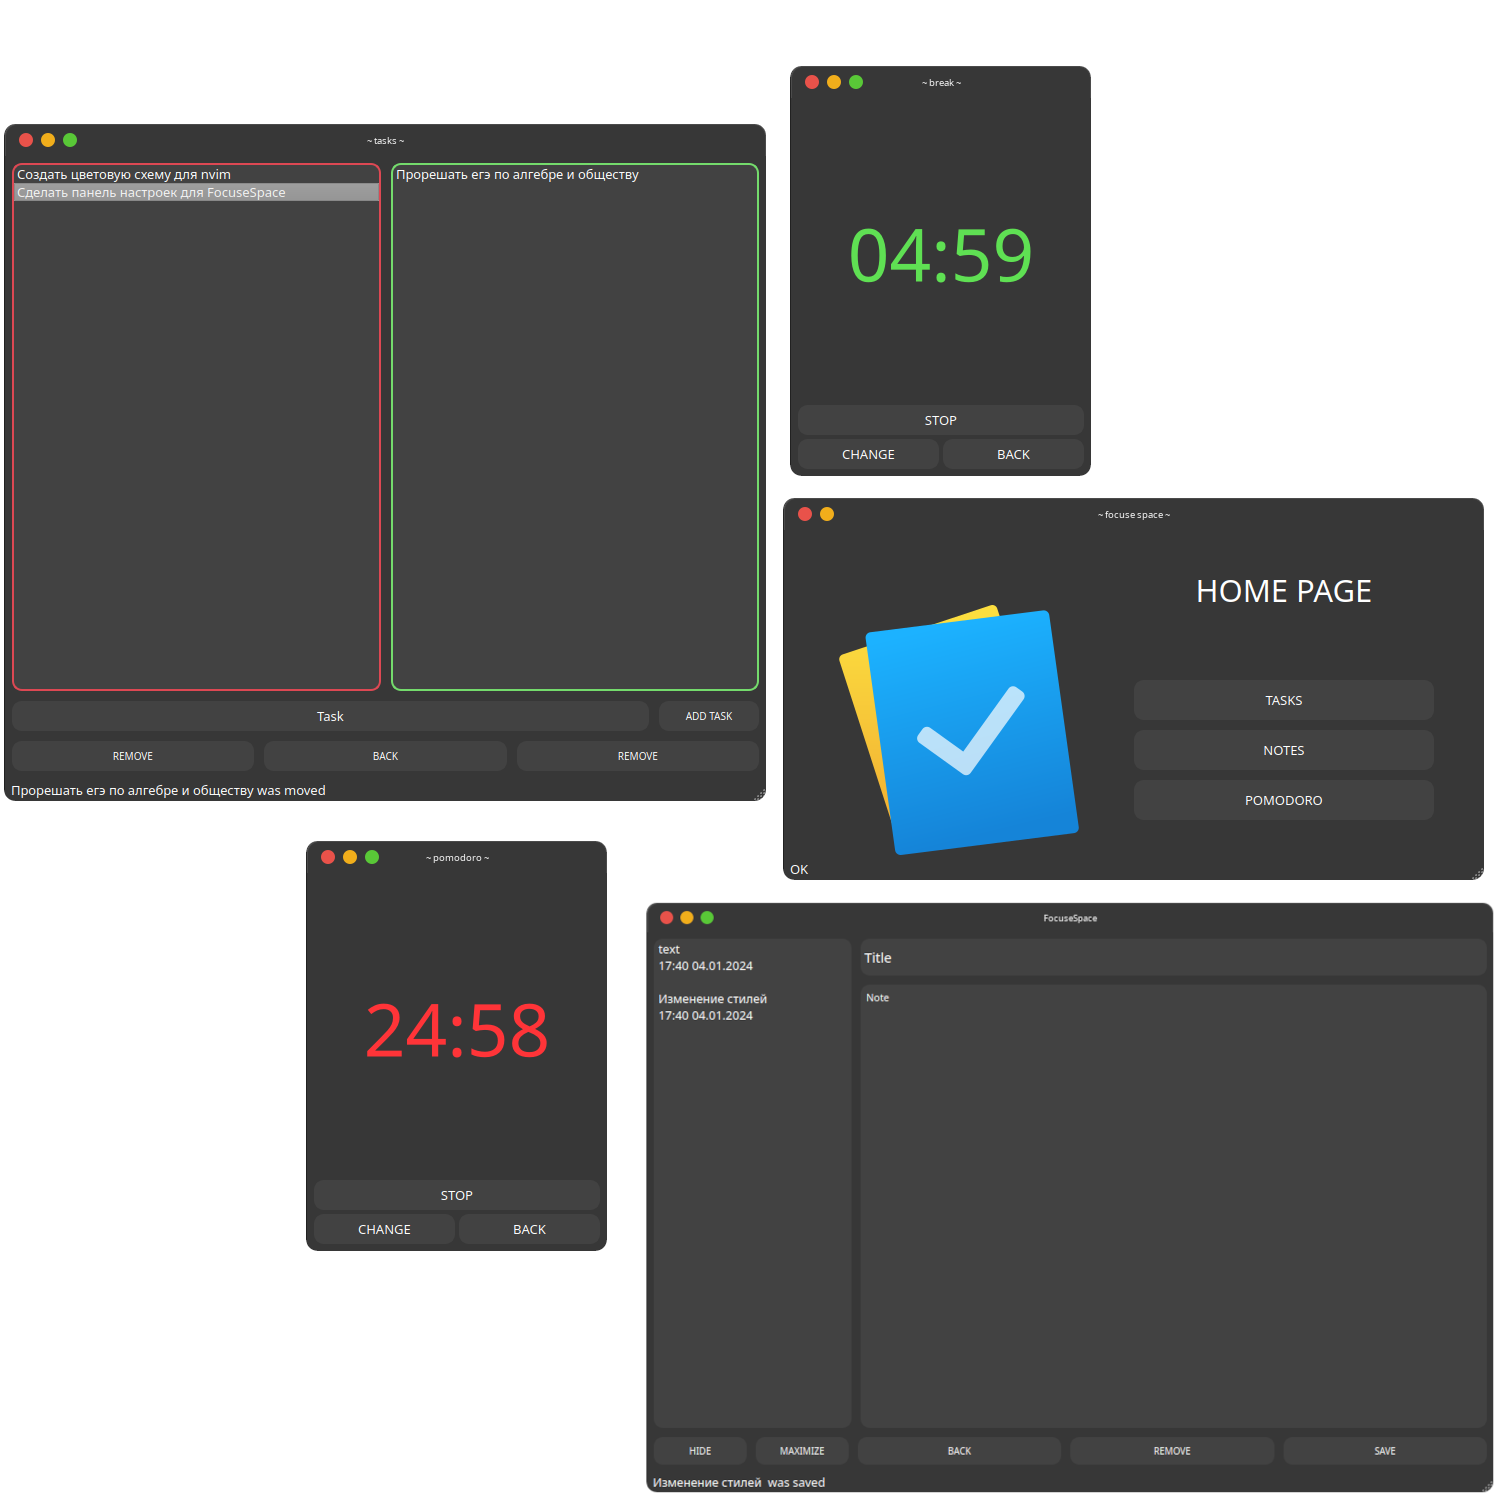 ~ break ~
04:59
STOP
CHANGE
BACK
~ tasks ~
Создать цветовую схему для nvim
Сделать панель настроек для FocuseSpace
Прорешать егэ по алгебре и обществу
Task
ADD TASK
REMOVE
BACK
REMOVE
Прорешать егэ по алгебре и обществу was moved
~ focuse space ~
HOME PAGE
TASKS
NOTES
POMODORO
OK
~ pomodoro ~
24:58
STOP
CHANGE
BACK
FocuseSpace
text
17:40 04.01.2024
Изменение стилей
17:40 04.01.2024
Title
Note
HIDE
MAXIMIZE
BACK
REMOVE
SAVE
Изменение стилей was saved